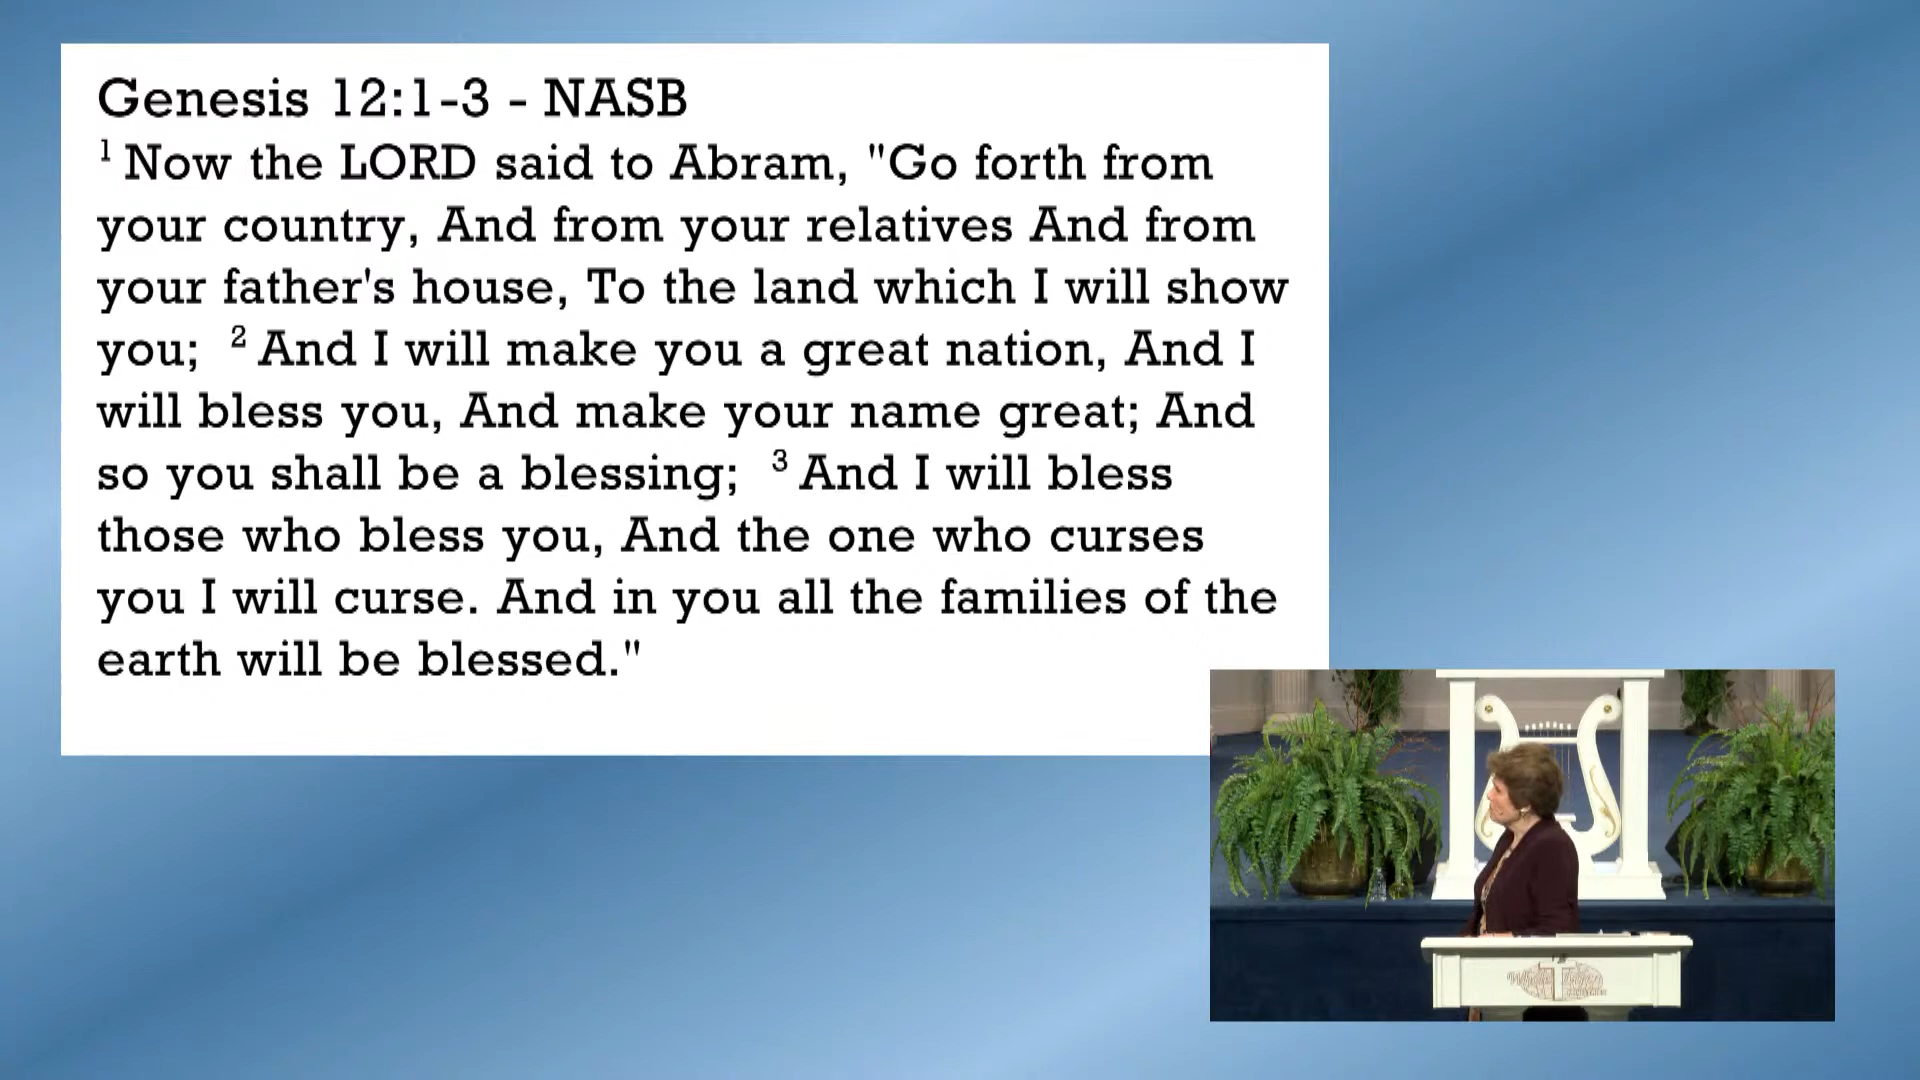 Genesis 12:1-3 - NASB
1 Now the LORD said to Abram, "Go forth from
your country, And from your relatives And from
your father's house, To the land which I will show
you; 2 And I will make you a great nation, And I
will bless you, And make your name great; And
so you shall be a blessing; 3 And I will bless
those who bless you, And the one who curses
you I will curse. And in you all the families of the
earth will be blessed."